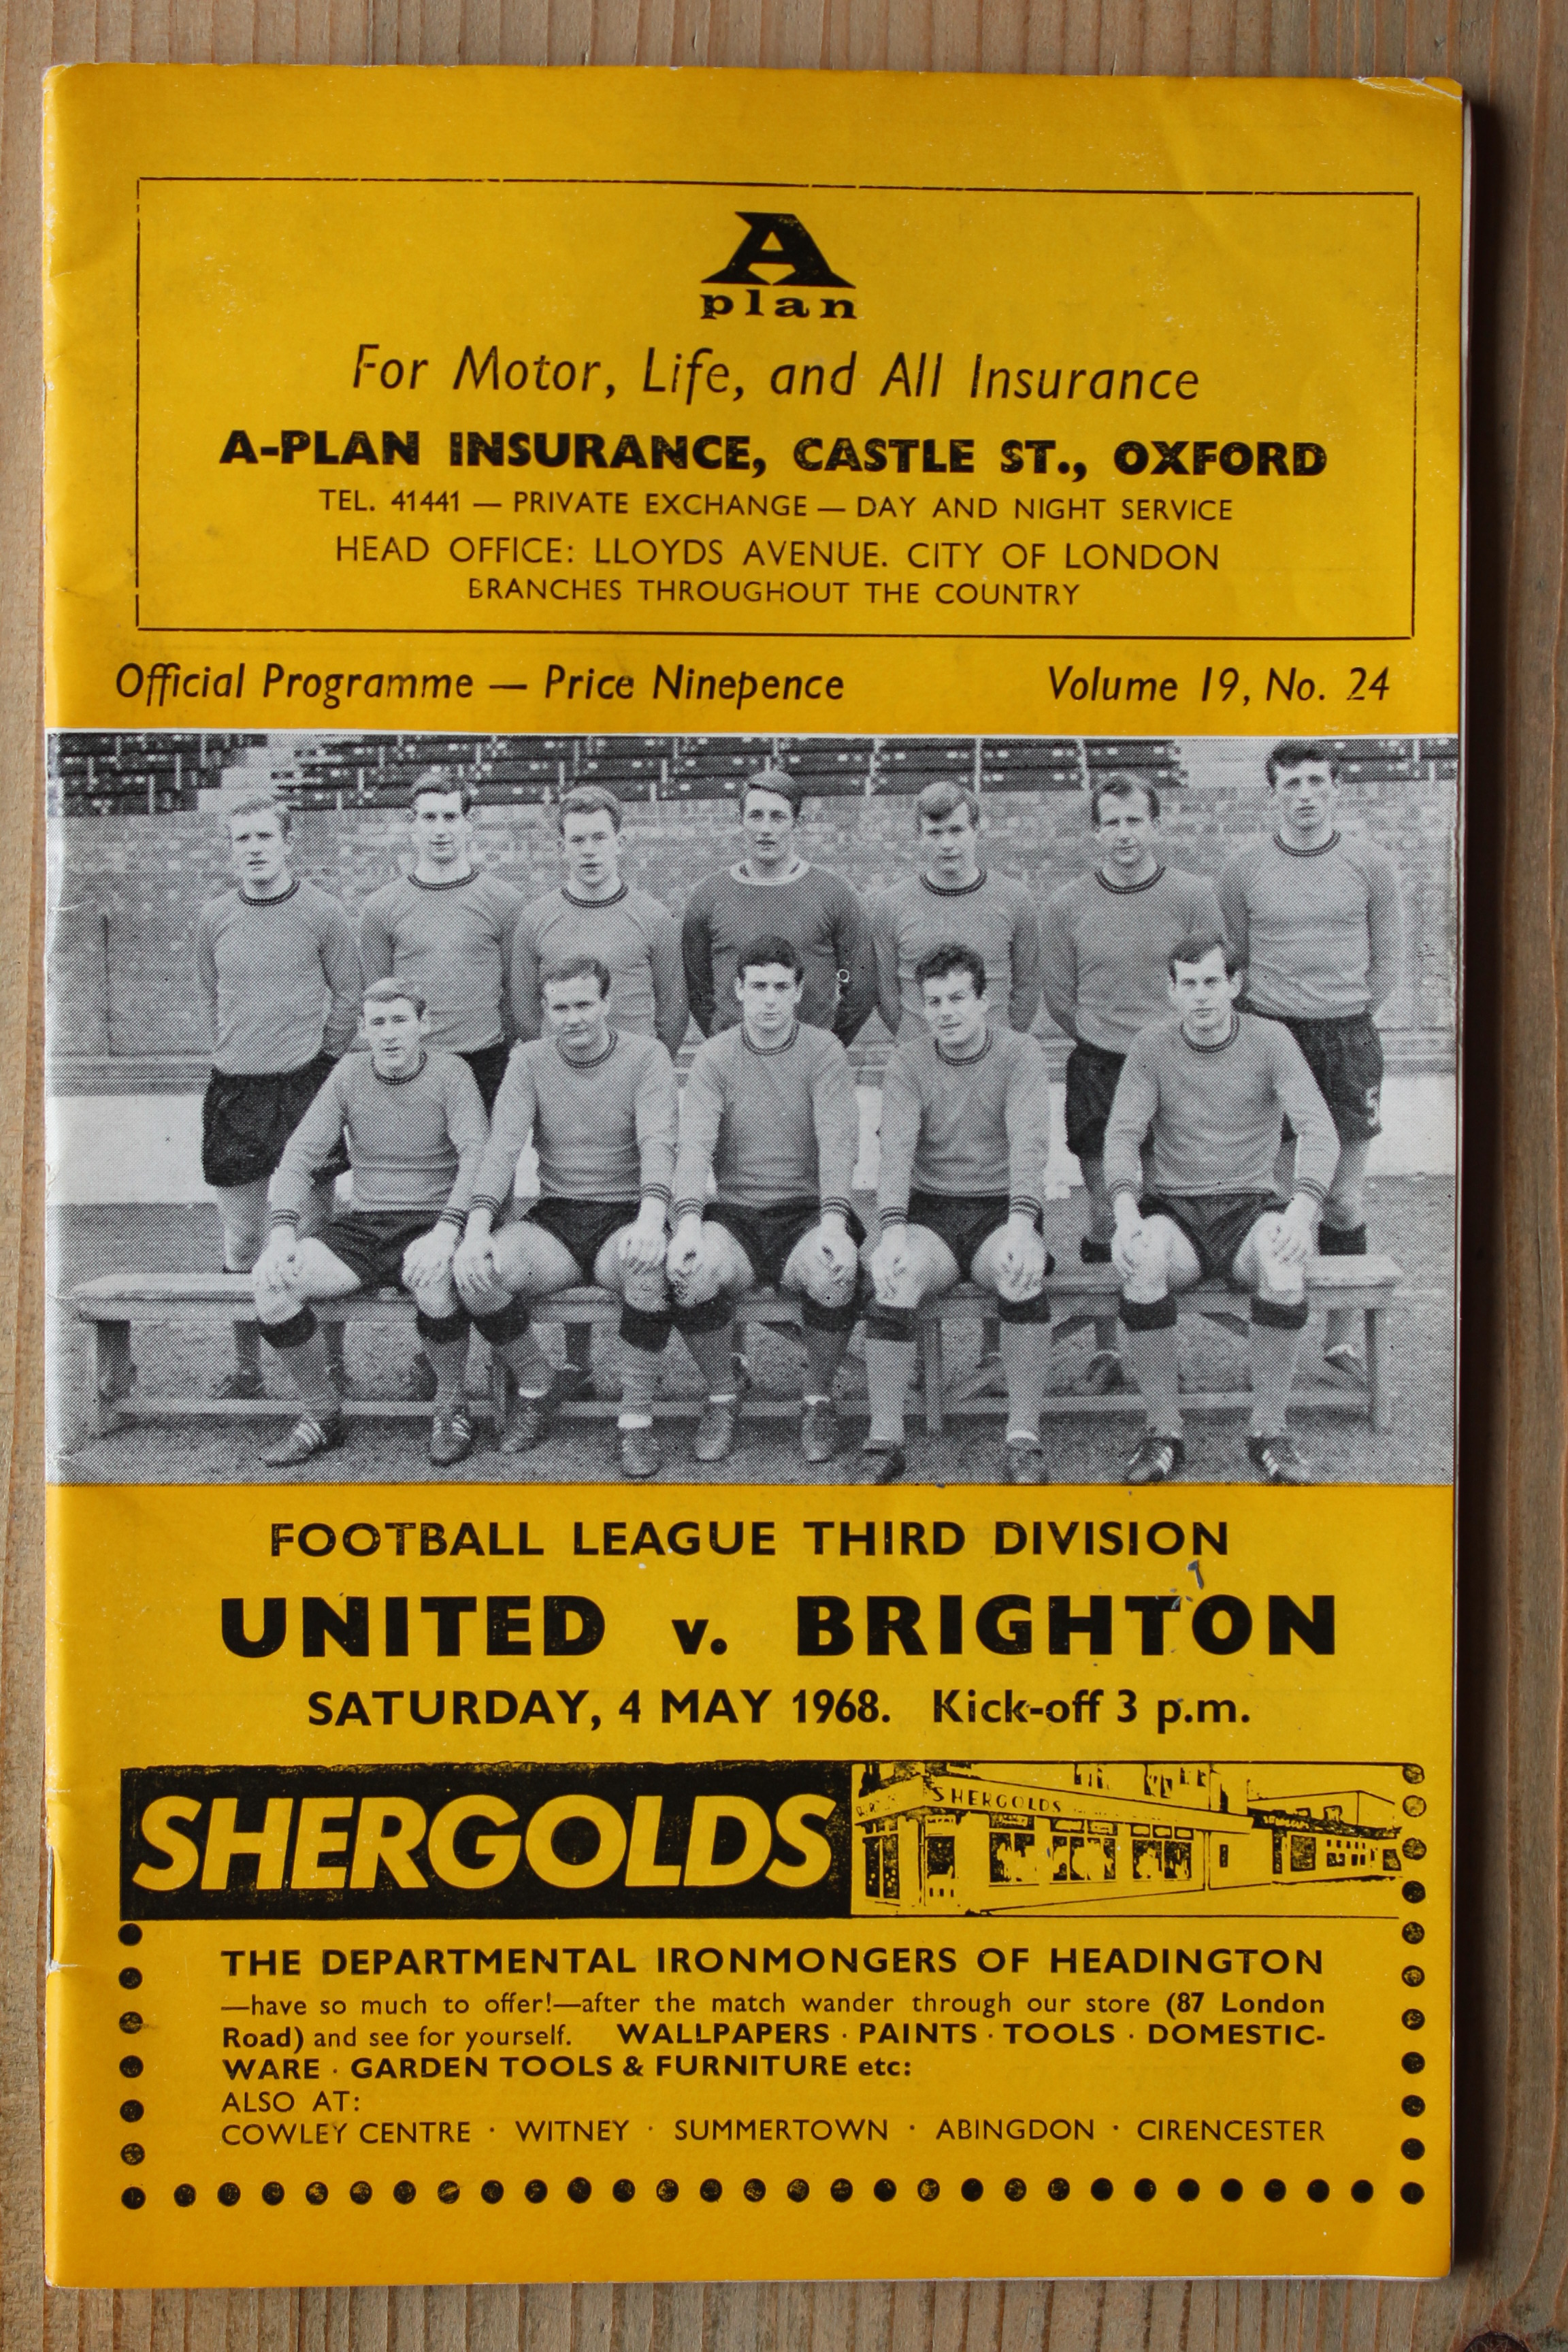 A
plan
For Motor, Life, and All Insurance
A-PLAN INSURANCE, CASTLE ST., OXFORD
TEL. 41441 — PRIVATE EXCHANGE — DAY AND NIGHT SERVICE
HEAD OFFICE: LLOYDS AVENUE. CITY OF LONDON
BRANCHES THROUGHOUT THE COUNTRY
Official Programme — Price Ninepence Volume 19, No. 24
5
FOOTBALL LEAGUE THIRD DIVISION
UNITED v. BRIGHTON
SATURDAY, 4 MAY 1968. Kick-off 3 p.m.
SHERGOLDS
SHERGOLDS
THE DEPARTMENTAL IRONMONGERS OF HEADINGTON
—have so much to offer!—after the match wander through our store (87 London
Road) and see for yourself. WALLPAPERS · PAINTS · TOOLS · DOMESTIC-
WARE · GARDEN TOOLS & FURNITURE etc:
ALSO AT:
COWLEY CENTRE · WITNEY · SUMMERTOWN · ABINGDON · CIRENCESTER